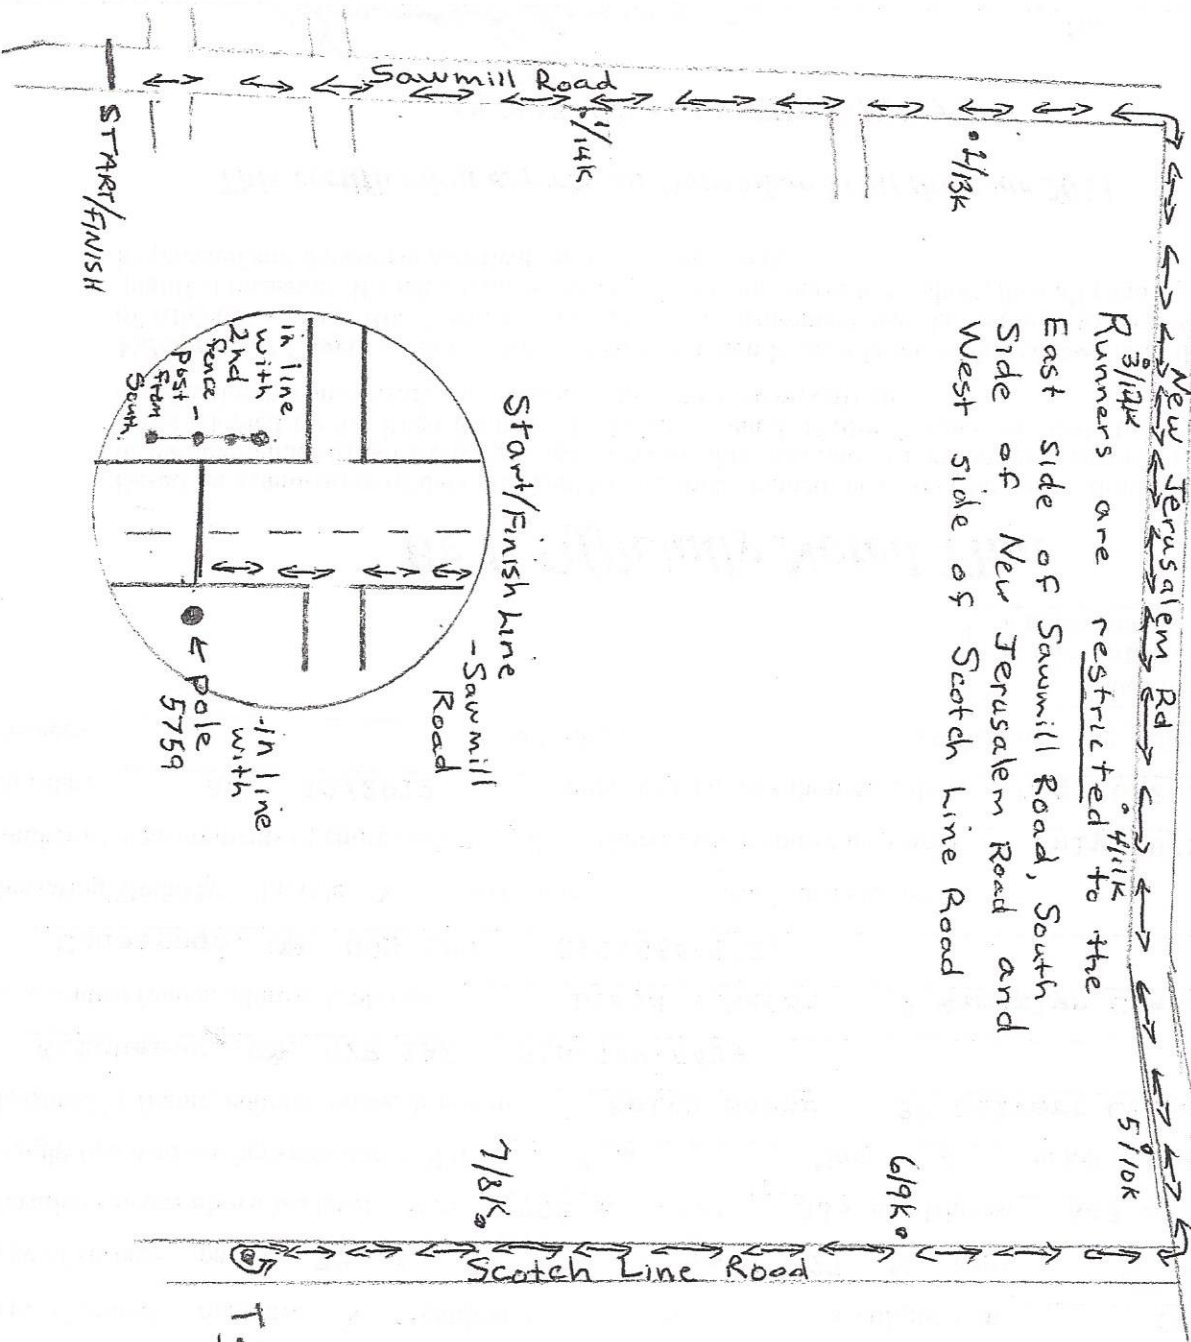 Sawmill Road
START/FINISH
1/14k
2/13k
New Jerusalem Rd
3/12k
Runners are restricted to the
East side of Sawmill Road, South
Side of New Jerusalem Road and
West side of Scotch Line Road
4/11k
5/10k
6/9k
7/8k
Scotch Line Road
Start/Finish Line
-Sawmill
Road
in line
with
2nd
fence
post
from
South.
-in line
with
Pole
5759